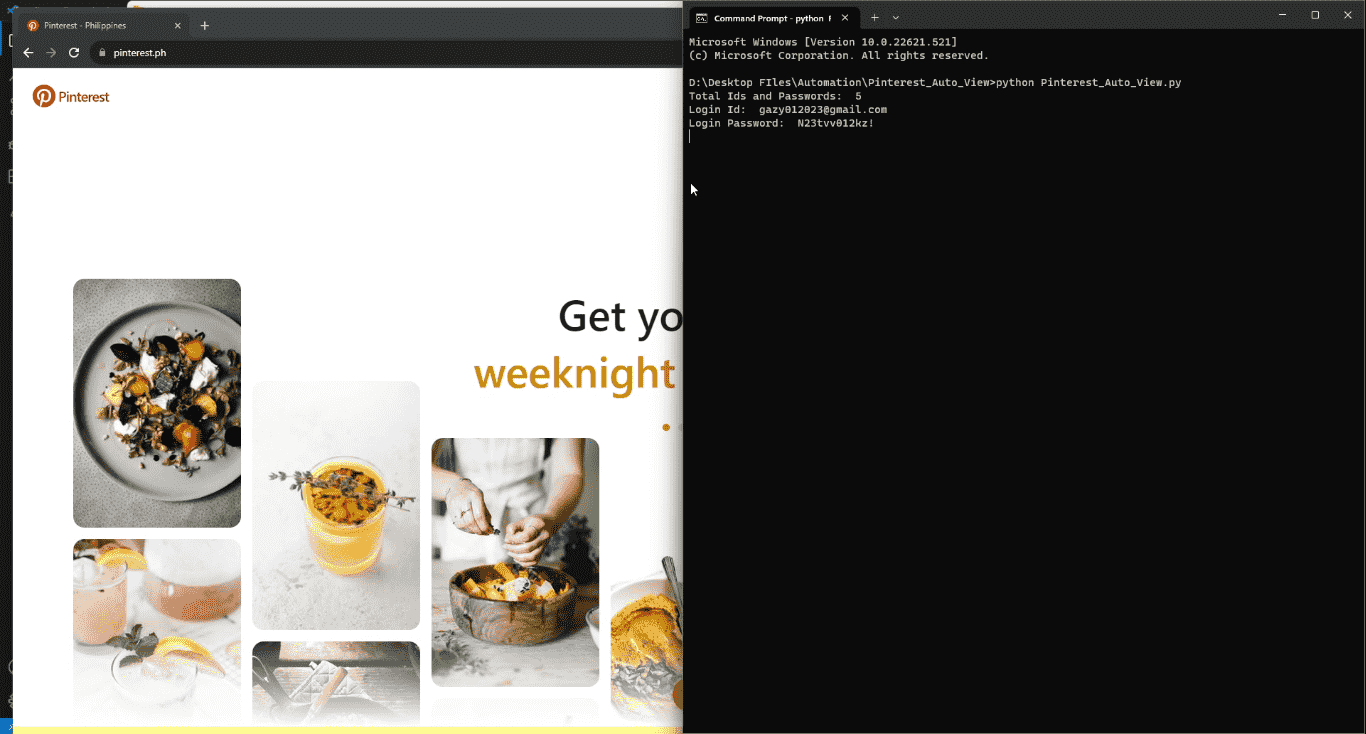 Pinterest - Philippines
pinterest.ph
Pinterest
Get yo
weeknight
Command Prompt - python
Microsoft Windows [Version 10.0.22621.521]
(c) Microsoft Corporation. All rights reserved.
D:\Desktop FIles\Automation\Pinterest_Auto_View>python Pinterest_Auto_View.py
Total Ids and Passwords:  5
Login Id:  gazy012023@gmail.com
Login Password:  N23tvv012kz!